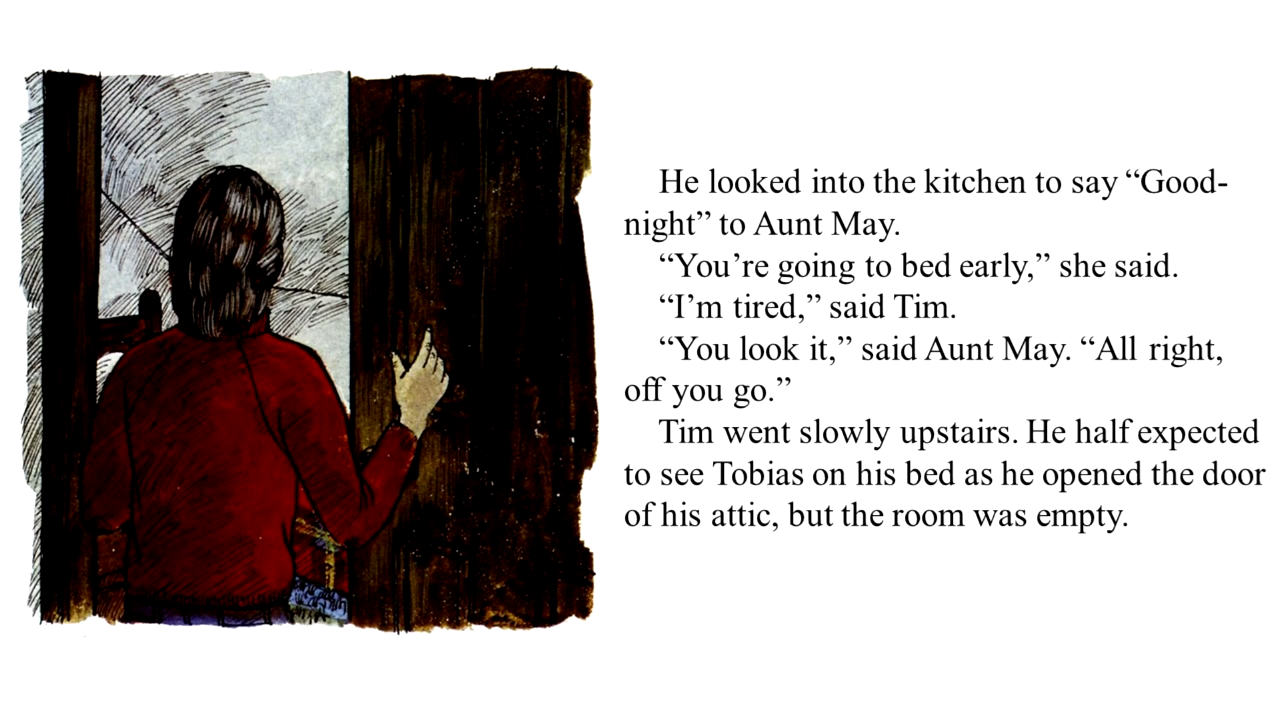 He looked into the kitchen to say “Good-
night” to Aunt May.
“You’re going to bed early,” she said.
“I’m tired,” said Tim.
“You look it,” said Aunt May. “All right,
off you go.”
Tim went slowly upstairs. He half expected
to see Tobias on his bed as he opened the door
of his attic, but the room was empty.